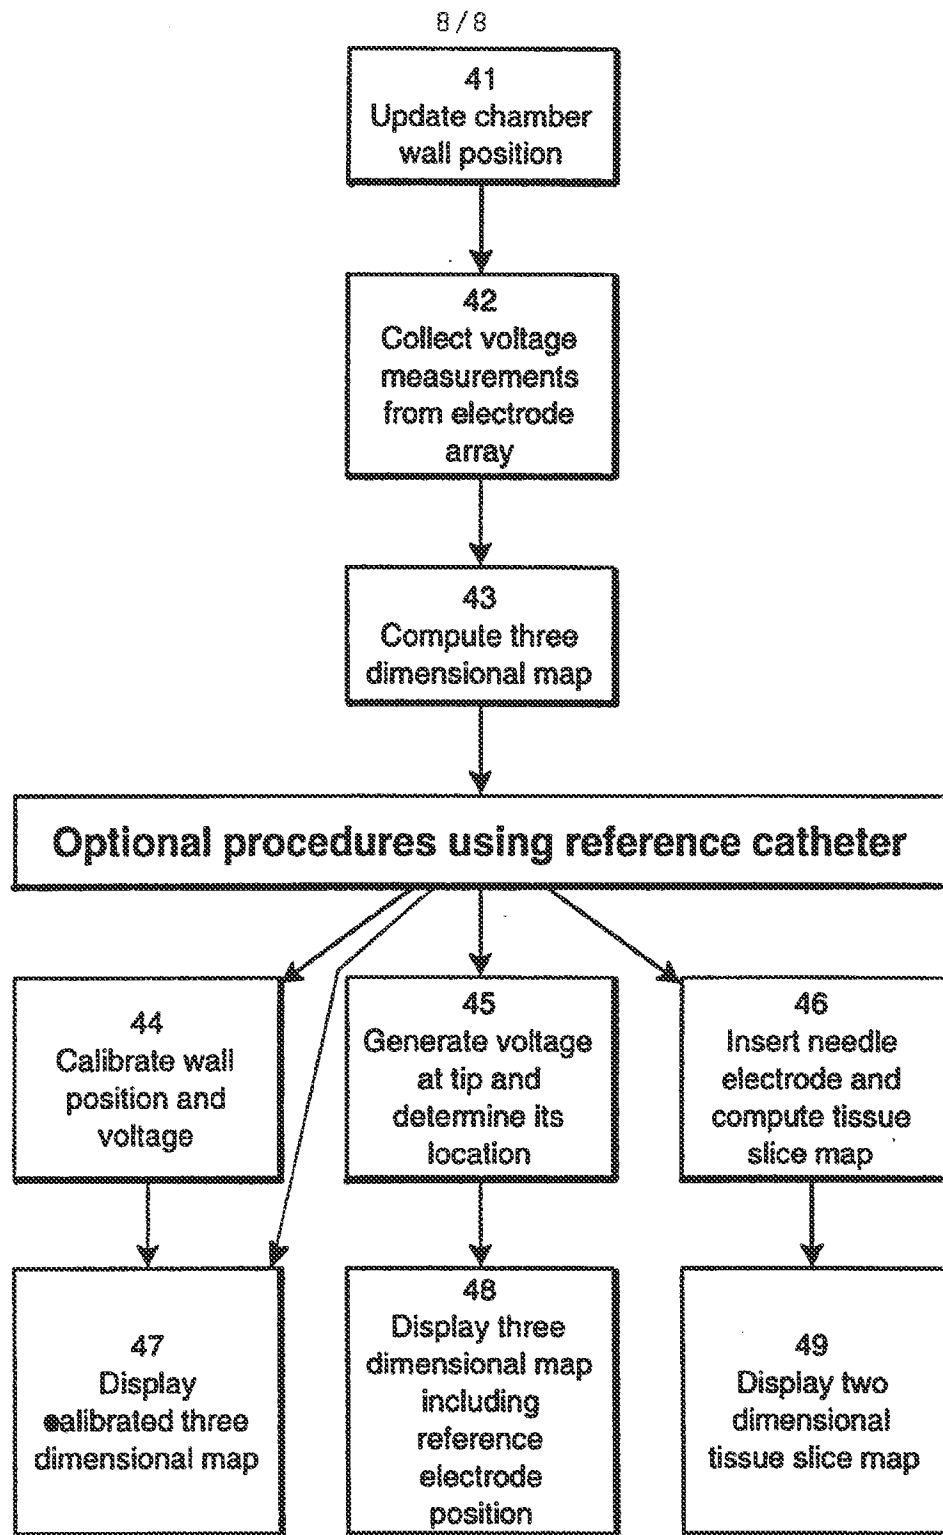 8/8
41
Update chamber
wall position
42
Collect voltage
measurements
from electrode
array
43
Compute three
dimensional map
Optional procedures using reference catheter
44
Calibrate wall
position and
voltage
45
Generate voltage
at tip and
determine its
location
46
Insert needle
electrode and
compute tissue
slice map
47
Display
calibrated three
dimensional map
48
Display three
dimensional map
including
reference
electrode
position
49
Display two
dimensional
tissue slice map